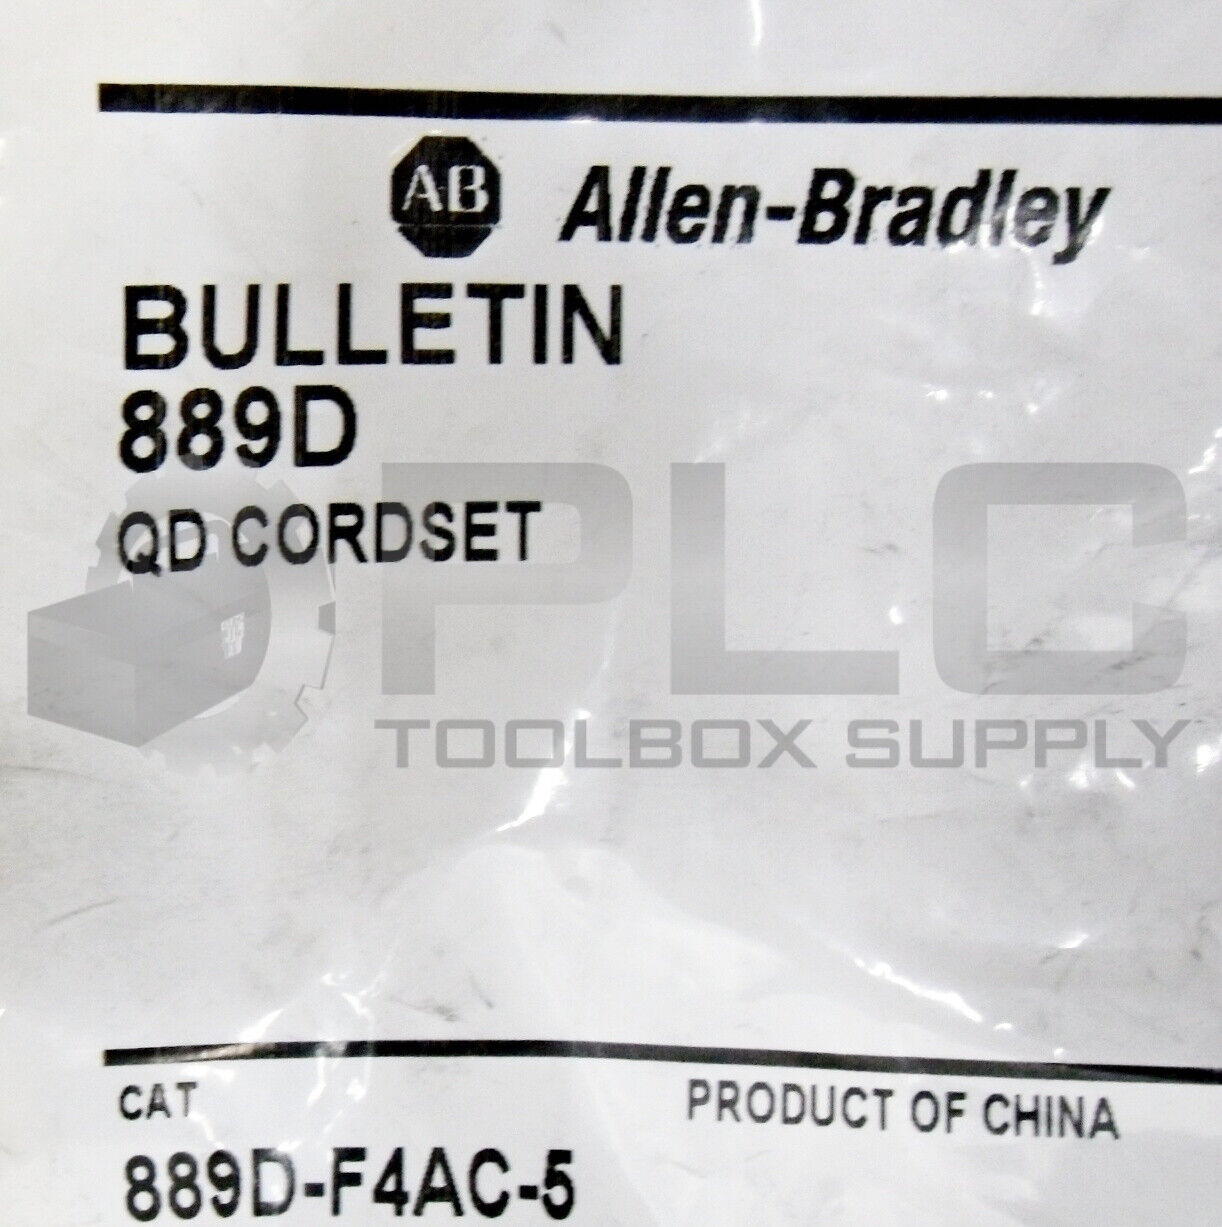 AB Allen-Bradley
BULLETIN
889D
QD CORDSET
PLC
TOOLBOX SUPPLY
CAT
PRODUCT OF CHINA
889D-F4AC-5